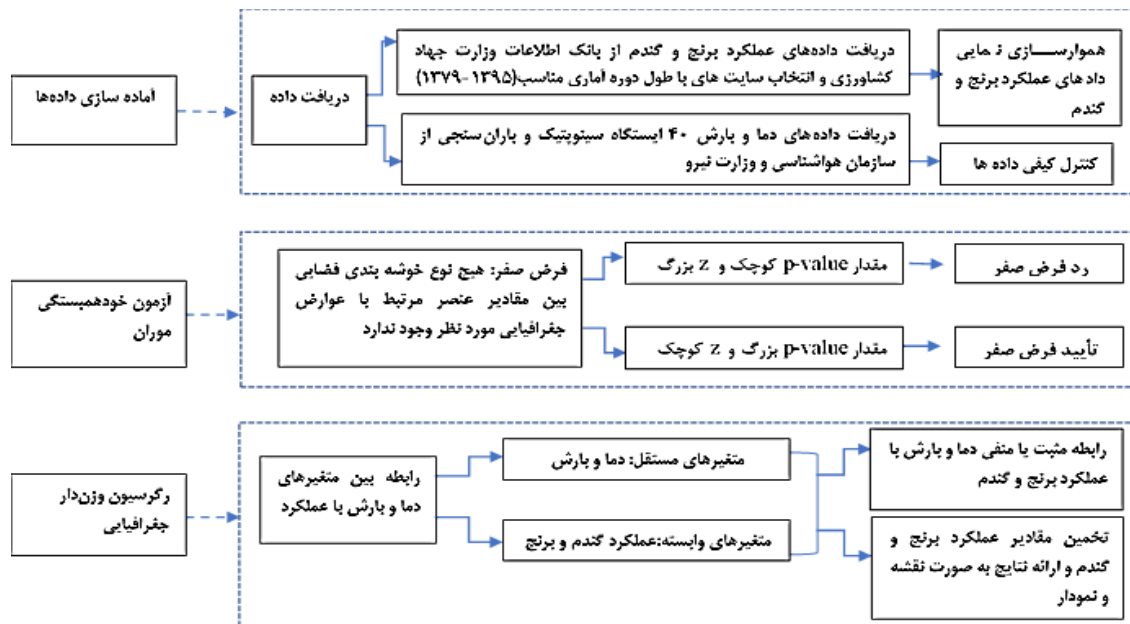 آماده سازی داده‌ها
دریافت داده
دریافت داده‌های عملکرد برنج و گندم از بانک اطلاعات وزارت جهاد
کشاورزی و انتخاب سایت های با طول دوره آماری مناسب(۱۳۹۵-۱۳۷۹)
هموارسازی نمایی
دادهای عملکرد برنج و
گندم
دریافت داده‌های دما و بارش ۴۰ ایستگاه سینوپتیک و باران‌سنجی از
سازمان هواشناسی و وزارت نیرو
کنترل کیفی داده ها
آزمون خودهمبستگی
موران
فرض صفر: هیچ نوع خوشه بندی فضایی
بین مقادیر عنصر مرتبط با عوارض
جغرافیایی مورد نظر وجود ندارد
مقدار p-value کوچک و z بزرگ
رد فرض صفر
مقدار p-value بزرگ و z کوچک
تأیید فرض صفر
رگرسیون وزن‌دار
جغرافیایی
رابطه بین متغیرهای
دما و بارش با عملکرد
متغیرهای مستقل: دما و بارش
متغیرهای وابسته:عملکرد گندم و برنج
رابطه مثبت یا منفی دما و بارش با
عملکرد برنج و گندم
تخمین مقادیر عملکرد برنج و
گندم و ارائه نتایج به صورت نقشه
و نمودار